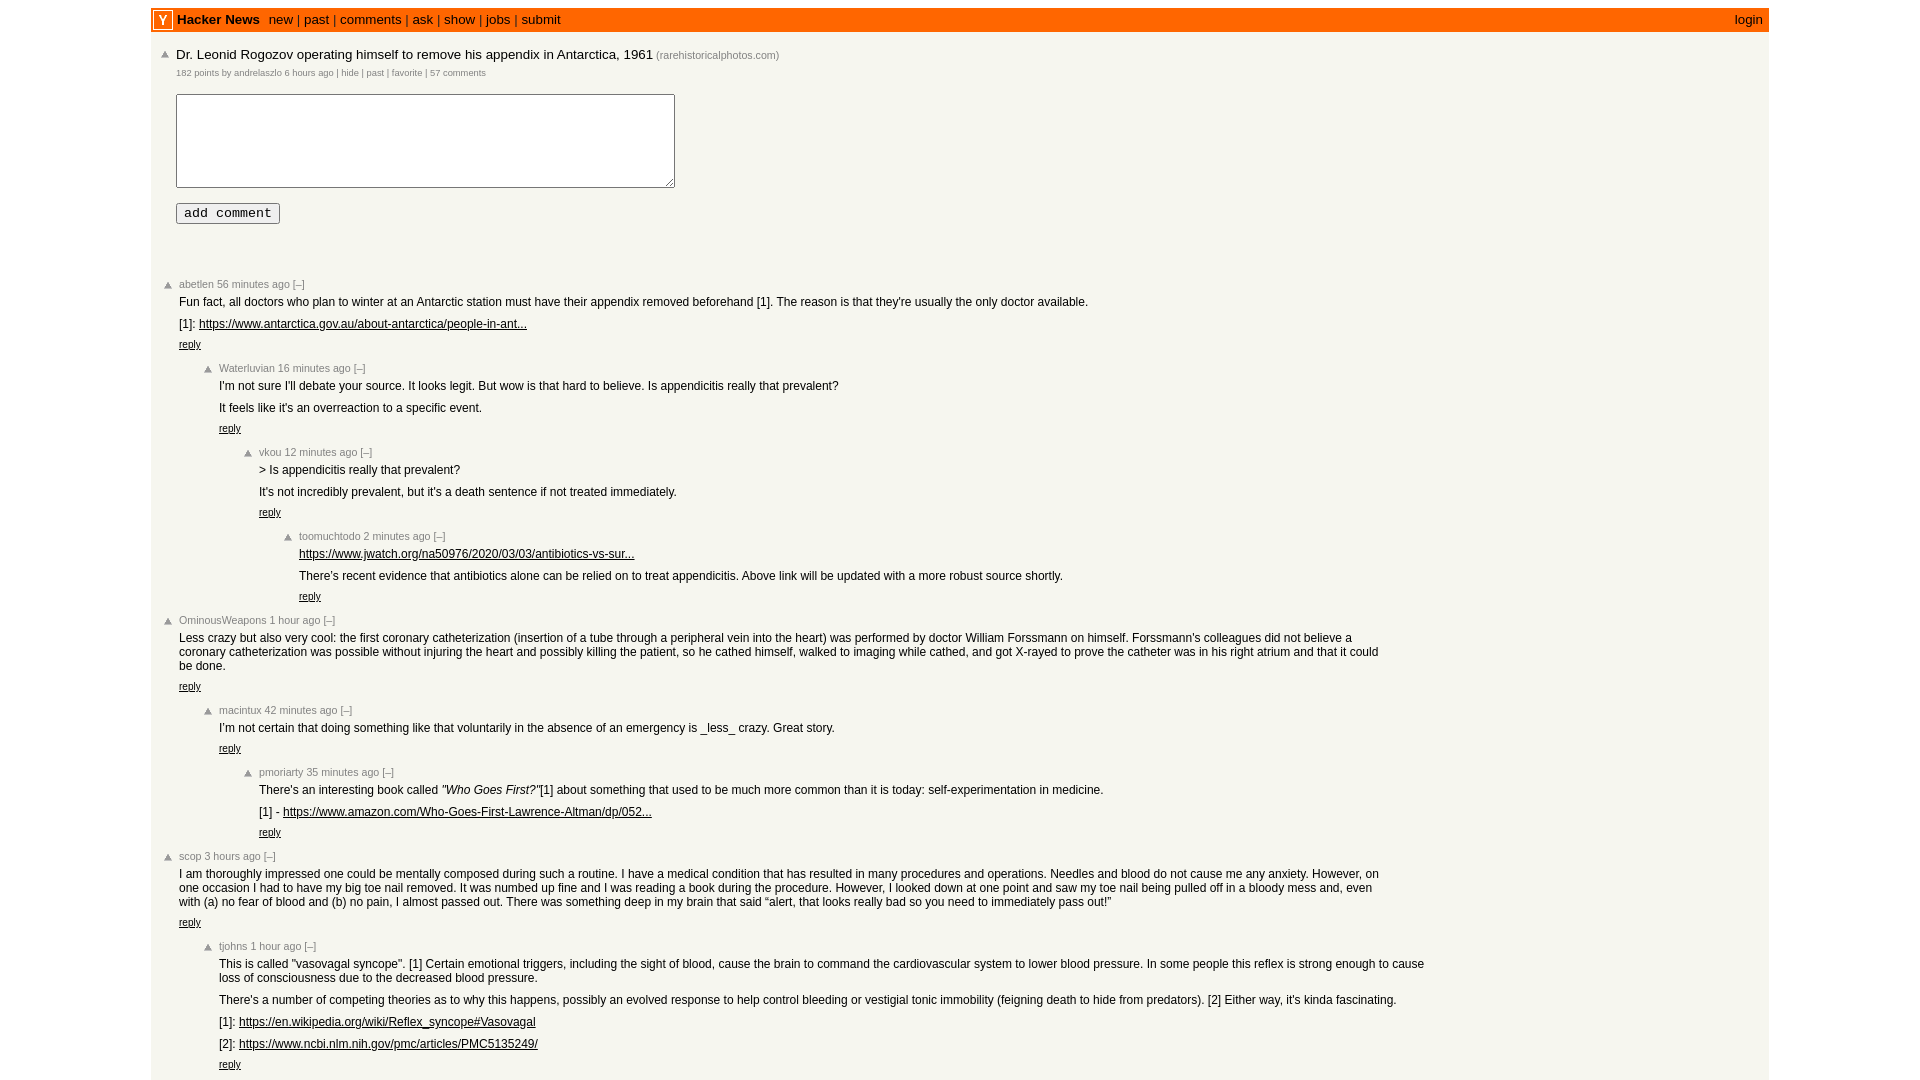 Y Hacker News new | past | comments | ask | show | jobs | submit login
Dr. Leonid Rogozov operating himself to remove his appendix in Antarctica, 1961 (rarehistoricalphotos.com)
182 points by andrelaszlo 6 hours ago | hide | past | favorite | 57 comments
add comment
abetlen 56 minutes ago [–]
Fun fact, all doctors who plan to winter at an Antarctic station must have their appendix removed beforehand [1]. The reason is that they're usually the only doctor available.
[1]: https://www.antarctica.gov.au/about-antarctica/people-in-ant...
reply
Waterluvian 16 minutes ago [–]
I'm not sure I'll debate your source. It looks legit. But wow is that hard to believe. Is appendicitis really that prevalent?
It feels like it's an overreaction to a specific event.
reply
vkou 12 minutes ago [–]
> Is appendicitis really that prevalent?
It's not incredibly prevalent, but it's a death sentence if not treated immediately.
reply
toomuchtodo 2 minutes ago [–]
https://www.jwatch.org/na50976/2020/03/03/antibiotics-vs-sur...
There's recent evidence that antibiotics alone can be relied on to treat appendicitis. Above link will be updated with a more robust source shortly.
reply
OminousWeapons 1 hour ago [–]
Less crazy but also very cool: the first coronary catheterization (insertion of a tube through a peripheral vein into the heart) was performed by doctor William Forssmann on himself. Forssmann's colleagues did not believe a
coronary catheterization was possible without injuring the heart and possibly killing the patient, so he cathed himself, walked to imaging while cathed, and got X-rayed to prove the catheter was in his right atrium and that it could
be done.
reply
macintux 42 minutes ago [–]
I'm not certain that doing something like that voluntarily in the absence of an emergency is _less_ crazy. Great story.
reply
pmoriarty 35 minutes ago [–]
There's an interesting book called "Who Goes First?"[1] about something that used to be much more common than it is today: self-experimentation in medicine.
[1] - https://www.amazon.com/Who-Goes-First-Lawrence-Altman/dp/052...
reply
scop 3 hours ago [–]
I am thoroughly impressed one could be mentally composed during such a routine. I have a medical condition that has resulted in many procedures and operations. Needles and blood do not cause me any anxiety. However, on
one occasion I had to have my big toe nail removed. It was numbed up fine and I was reading a book during the procedure. However, I looked down at one point and saw my toe nail being pulled off in a bloody mess and, even
with (a) no fear of blood and (b) no pain, I almost passed out. There was something deep in my brain that said “alert, that looks really bad so you need to immediately pass out!”
reply
tjohns 1 hour ago [–]
This is called "vasovagal syncope". [1] Certain emotional triggers, including the sight of blood, cause the brain to command the cardiovascular system to lower blood pressure. In some people this reflex is strong enough to cause
loss of consciousness due to the decreased blood pressure.
There's a number of competing theories as to why this happens, possibly an evolved response to help control bleeding or vestigial tonic immobility (feigning death to hide from predators). [2] Either way, it's kinda fascinating.
[1]: https://en.wikipedia.org/wiki/Reflex_syncope#Vasovagal
[2]: https://www.ncbi.nlm.nih.gov/pmc/articles/PMC5135249/
reply